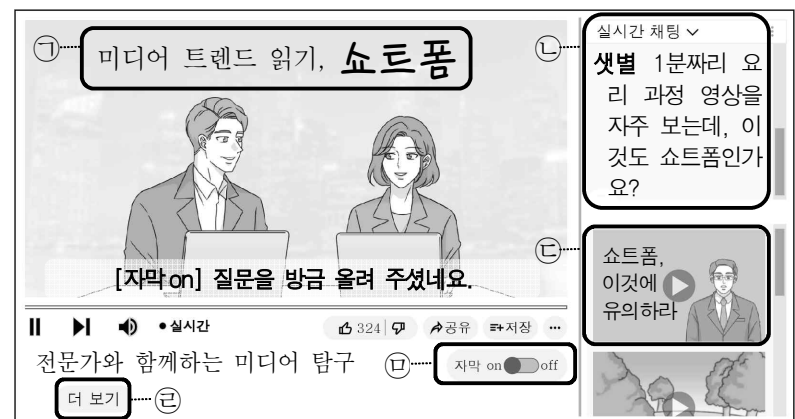 ㉠
미디어 트렌드 읽기, 쇼트폼
[자막on] 질문을 방금 올려 주셨네요.
실시간
324
공유
저장
전문가와 함께하는 미디어 탐구
㉤
자막 on off
더 보기
㉣
㉡
실시간 채팅
샛별 1분짜리 요
리 과정 영상을
자주 보는데, 이
것도 쇼트폼인가
요?
㉢
쇼트폼,
이것에
유의하라